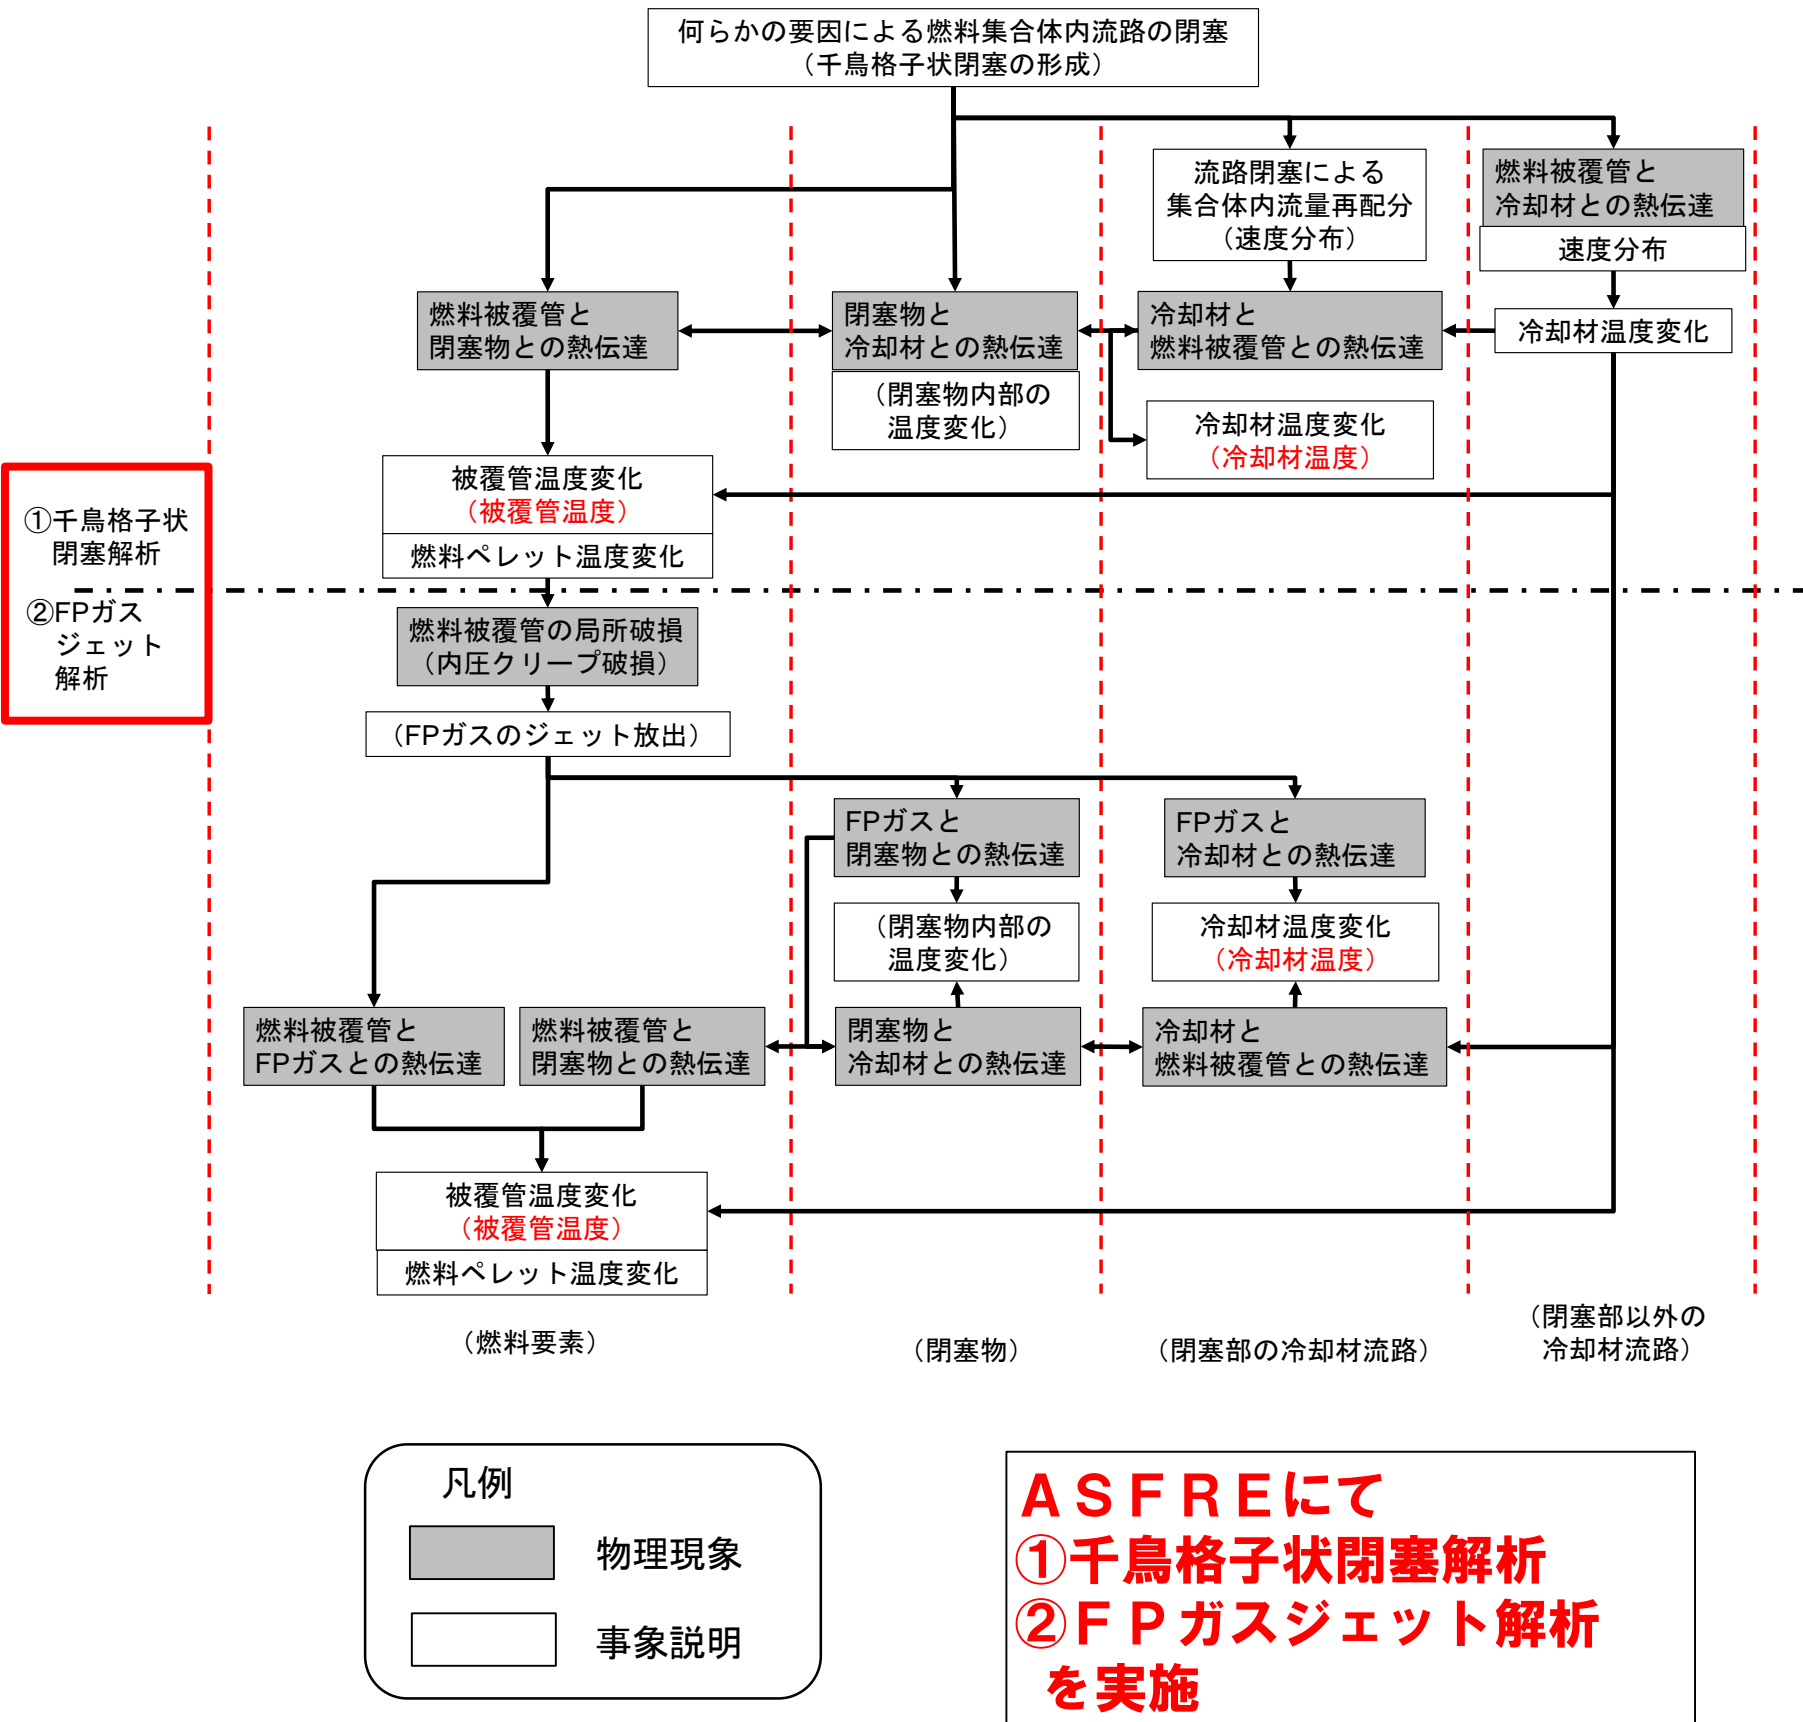 何らかの要因による燃料集合体内流路の閉塞
（千鳥格子状閉塞の形成）
流路閉塞による
集合体内流量再配分
（速度分布）
燃料被覆管と
冷却材との熱伝達
速度分布
燃料被覆管と
閉塞物との熱伝達
閉塞物と
冷却材との熱伝達
（閉塞物内部の
温度変化）
冷却材と
燃料被覆管との熱伝達
冷却材温度変化
冷却材温度変化
（冷却材温度）
被覆管温度変化
（被覆管温度）
燃料ペレット温度変化
①千鳥格子状
閉塞解析
②FPガス
ジェット
解析
燃料被覆管の局所破損
（内圧クリープ破損）
（FPガスのジェット放出）
FPガスと
閉塞物との熱伝達
FPガスと
冷却材との熱伝達
（閉塞物内部の
温度変化）
冷却材温度変化
（冷却材温度）
燃料被覆管と
FPガスとの熱伝達
燃料被覆管と
閉塞物との熱伝達
閉塞物と
冷却材との熱伝達
冷却材と
燃料被覆管との熱伝達
被覆管温度変化
（被覆管温度）
燃料ペレット温度変化
（燃料要素）
（閉塞物）
（閉塞部の冷却材流路）
（閉塞部以外の
冷却材流路）
凡例
物理現象
事象説明
ＡＳＦＲＥにて
①千鳥格子状閉塞解析
②ＦＰガスジェット解析
を実施